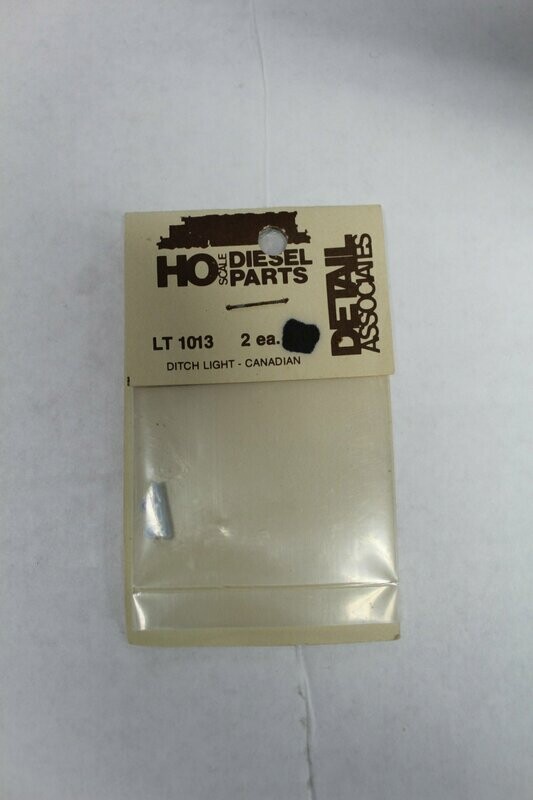 HO SCALE DIESEL PARTS
DETAIL ASSOCIATES
LT 1013 2 ea.
DITCH LIGHT - CANADIAN